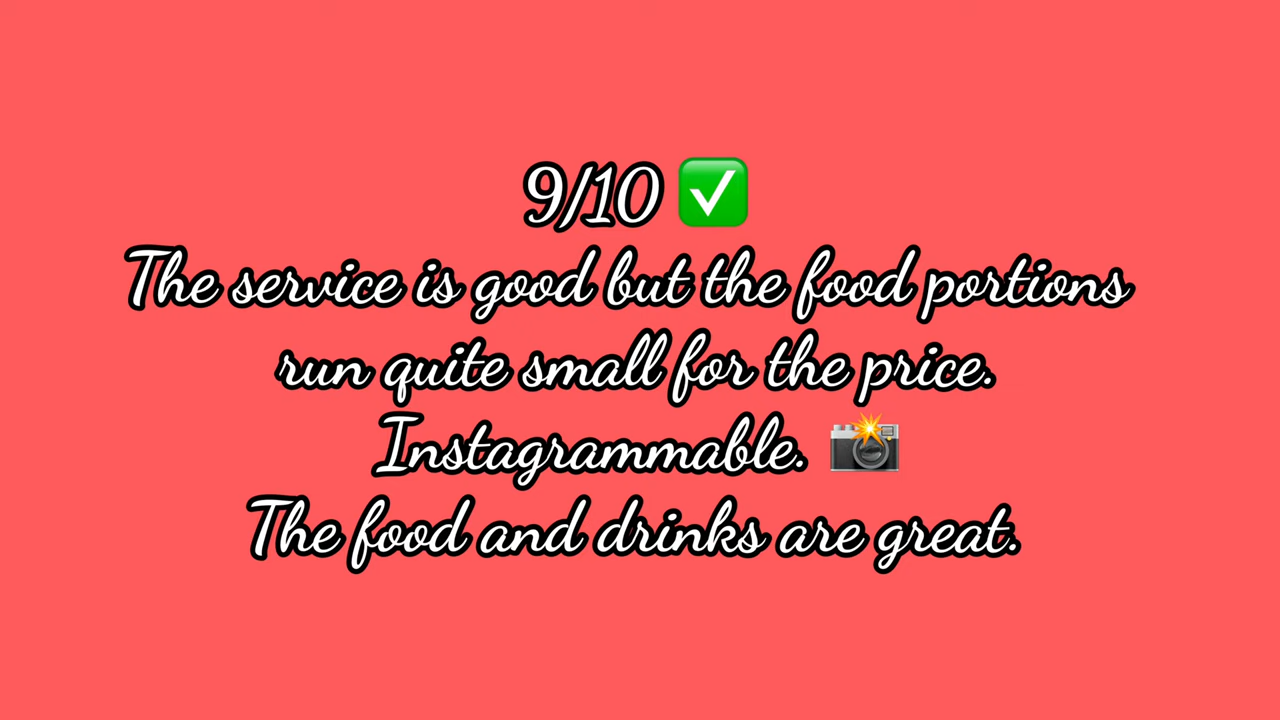 9/10 ✅
The service is good but the food portions
run quite small for the price.
Instagrammable. 📸
The food and drinks are great.